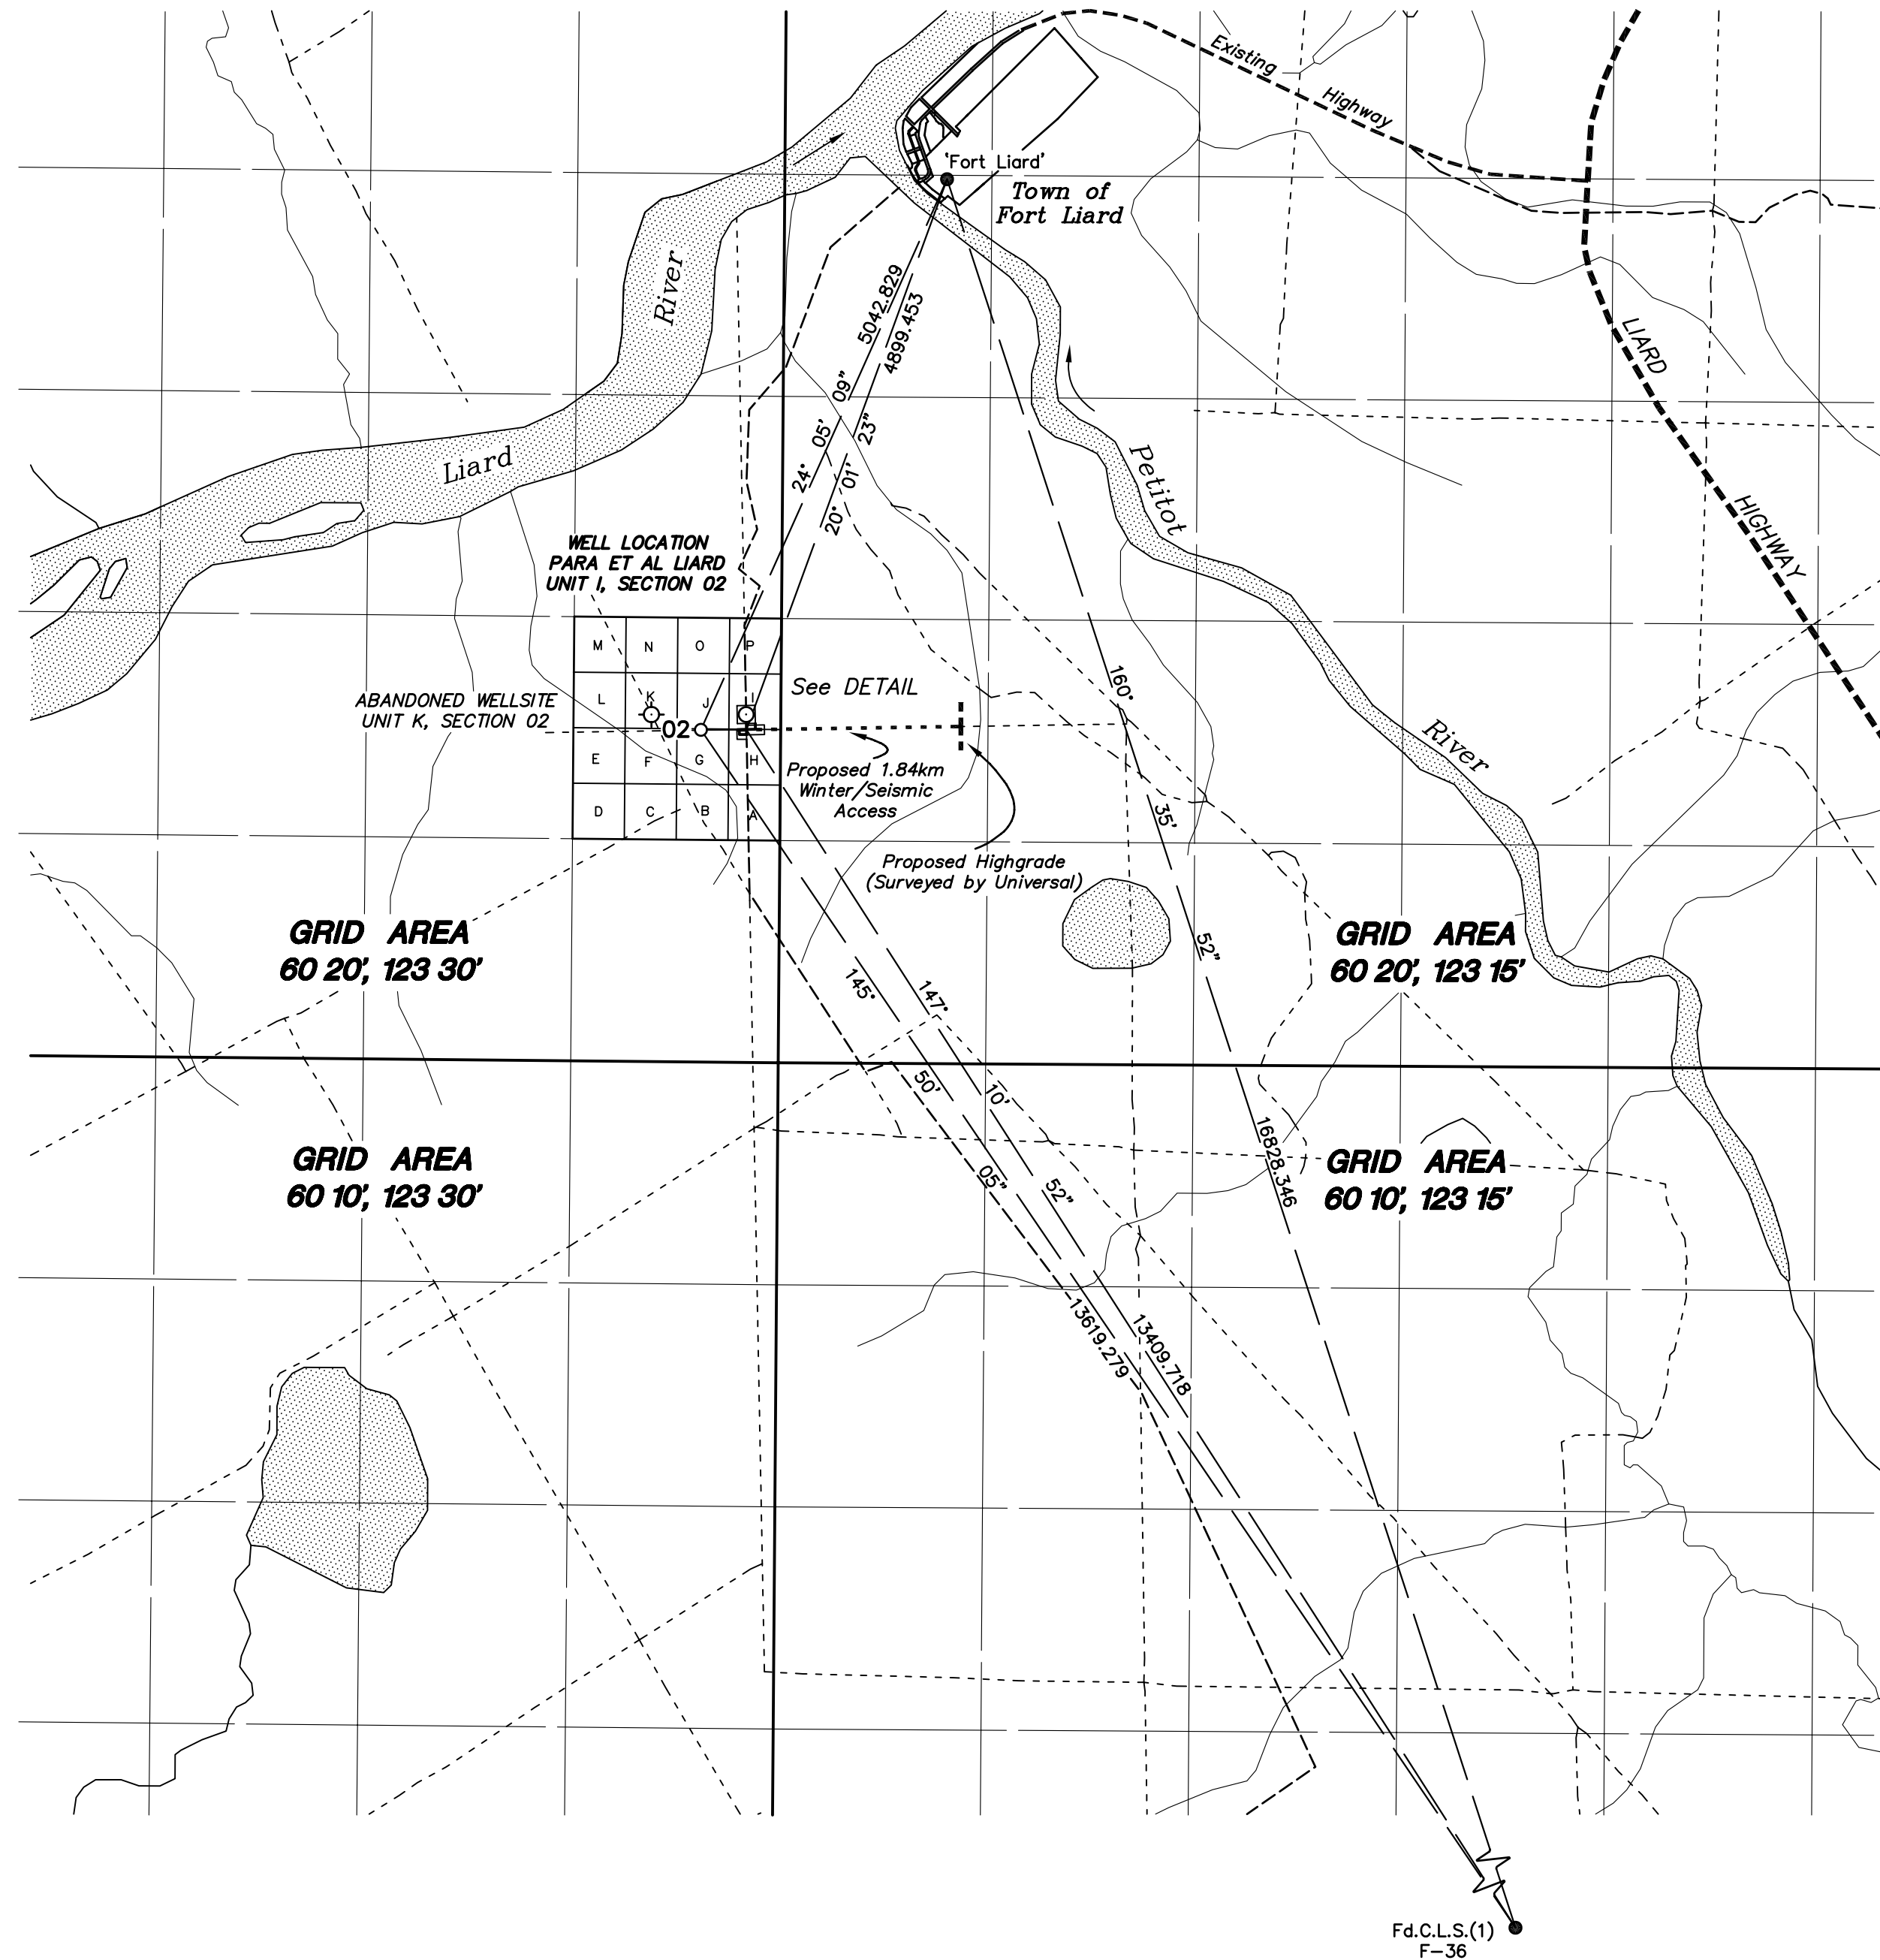 Existing
Highway
'Fort Liard'
Town of
Fort Liard
River
5042.829
4899.453
LIARD
09"
23"
05'
01'
24°
20°
Liard
Petitot
HIGHWAY
WELL LOCATION
PARA ET AL LIARD
UNIT I, SECTION 02
M
N
O
P
See DETAIL
160°
ABANDONED WELLSITE
UNIT K, SECTION 02
L
K
J
I
02
River
E
F
G
H
Proposed 1.84km
Winter/Seismic
Access
D
C
B
A
35'
Proposed Highgrade
(Surveyed by Universal)
GRID AREA
60 20', 123 30'
52"
GRID AREA
60 20', 123 15'
145°
147°
50'
10'
GRID AREA
60 10', 123 30'
05"
52"
16828.346
GRID AREA
60 10', 123 15'
13619.279
13409.718
Fd.C.L.S.(1)
F-36